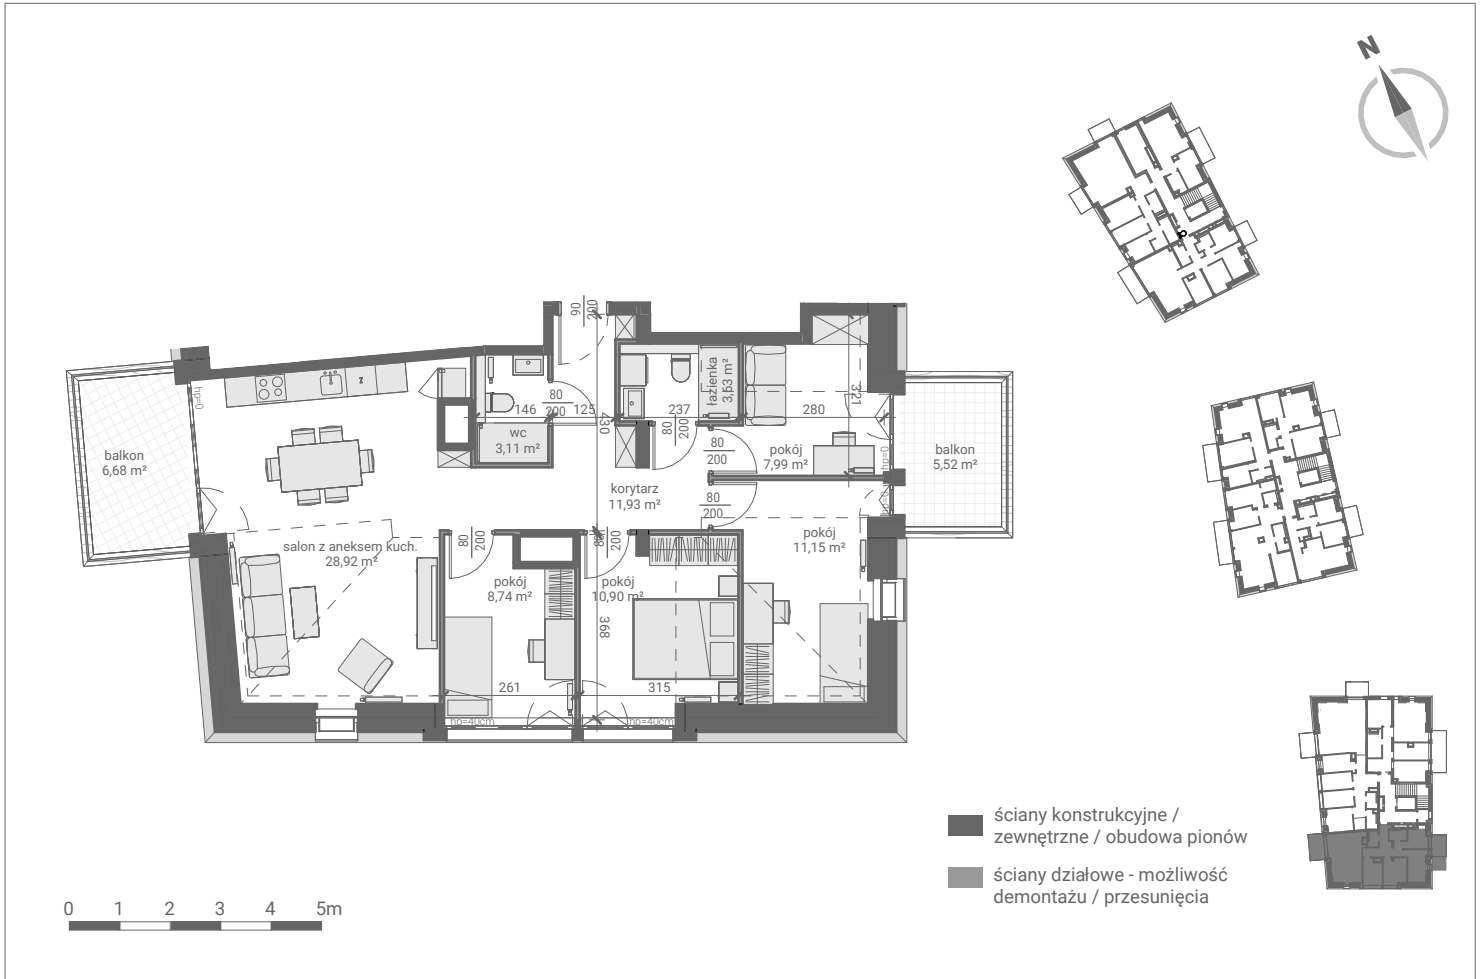 N
90
200
hp=0
łazienka
3,53 m²
80
200
146
125
237
280
321
430
wc
3,11 m²
80
200
80
200
pokój
7,99 m²
hp=0
balkon
6,68 m²
balkon
5,52 m²
korytarz
11,93 m²
80
200
hp=0
pokój
11,15 m²
salon z aneksem kuch.
28,92 m²
80
200
80
200
pokój
8,74 m²
pokój
10,90 m²
368
261
315
hp=40cm
hp=40cm
ściany konstrukcyjne /
zewnętrzne / obudowa pionów
ściany działowe - możliwość
demontażu / przesunięcia
0 1 2 3 4 5m